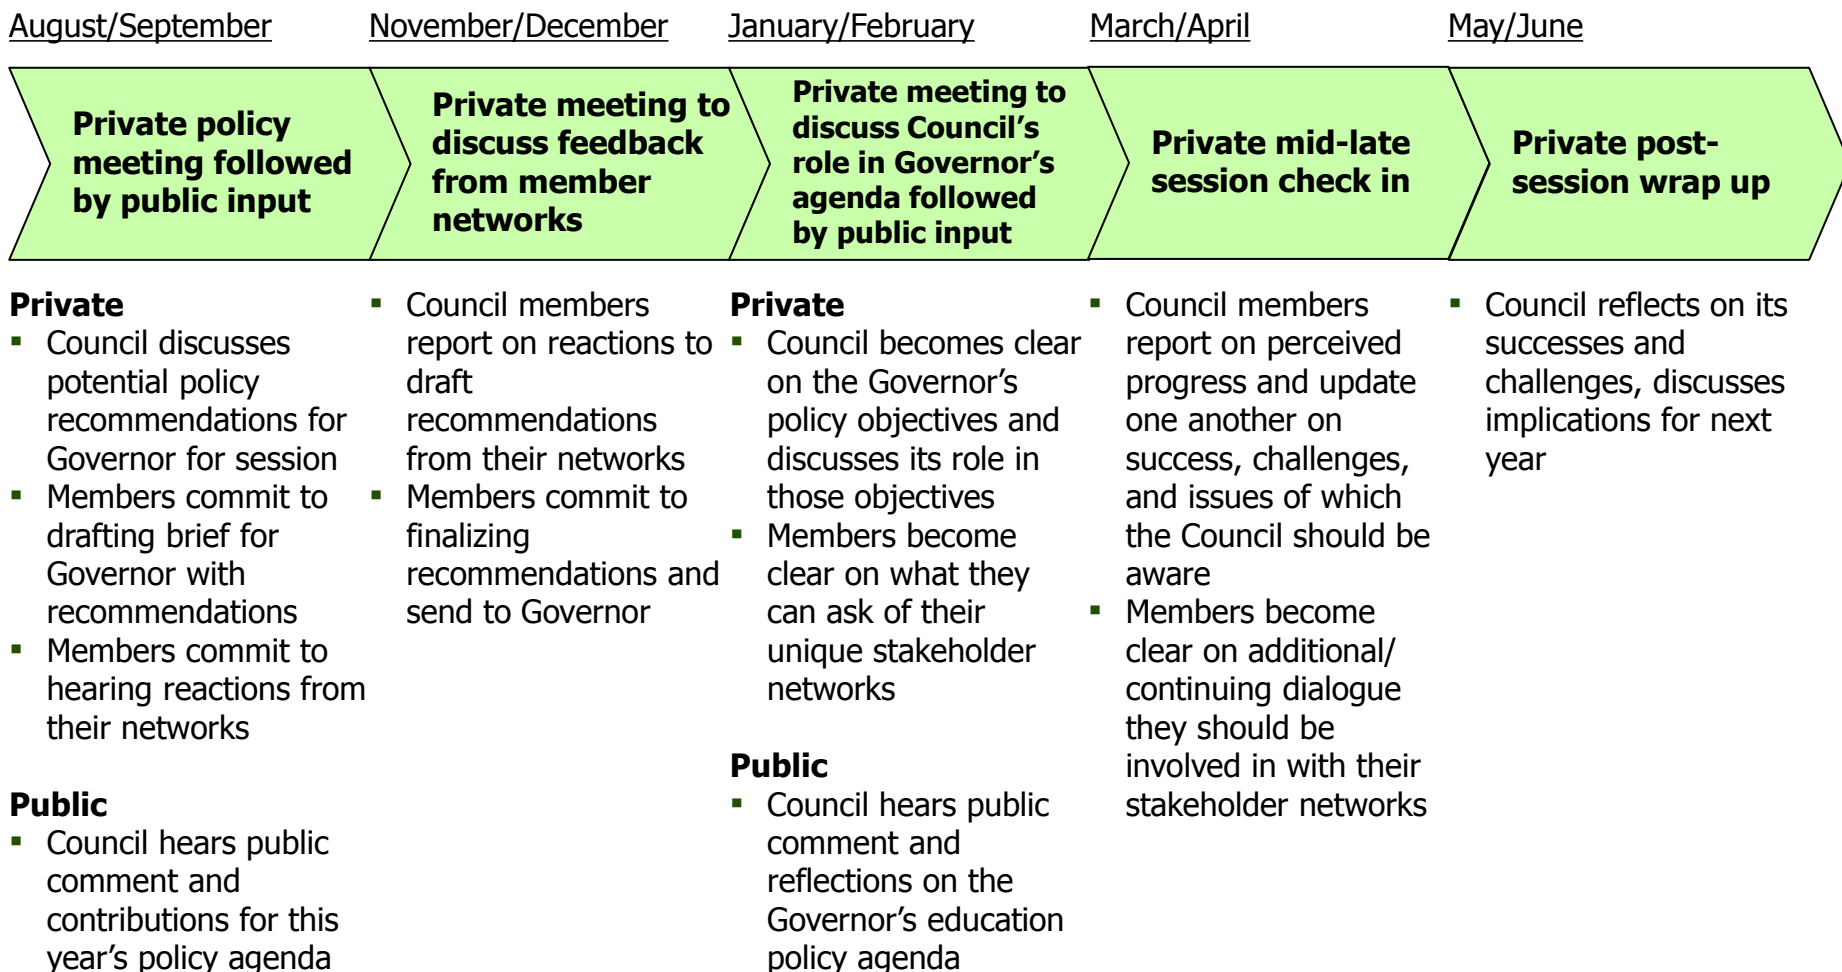 August/September
November/December
January/February
March/April
May/June
Private policy
meeting followed
by public input
Private meeting to
discuss feedback
from member
networks
Private meeting to
discuss Council’s
role in Governor’s
agenda followed
by public input
Private mid-late
session check in
Private post-
session wrap up
Private
▪ Council discusses
potential policy
recommendations for
Governor for session
▪ Members commit to
drafting brief for
Governor with
recommendations
▪ Members commit to
hearing reactions from
their networks
Public
▪ Council hears public
comment and
contributions for this
year’s policy agenda
▪ Council members
report on reactions to
draft
recommendations
from their networks
▪ Members commit to
finalizing
recommendations and
send to Governor
Private
▪ Council becomes clear
on the Governor’s
policy objectives and
discusses its role in
those objectives
▪ Members become
clear on what they
can ask of their
unique stakeholder
networks
Public
▪ Council hears public
comment and
reflections on the
Governor’s education
policy agenda
▪ Council members
report on perceived
progress and update
one another on
success, challenges,
and issues of which
the Council should be
aware
▪ Members become
clear on additional/
continuing dialogue
they should be
involved in with their
stakeholder networks
▪ Council reflects on its
successes and
challenges, discusses
implications for next
year